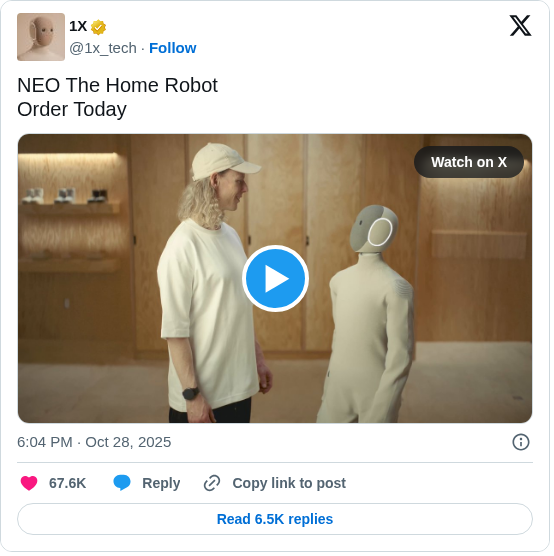 1X
@1x_tech · Follow
NEO The Home Robot
Order Today
Watch on X
6:04 PM · Oct 28, 2025
67.6K Reply Copy link to post
Read 6.5K replies